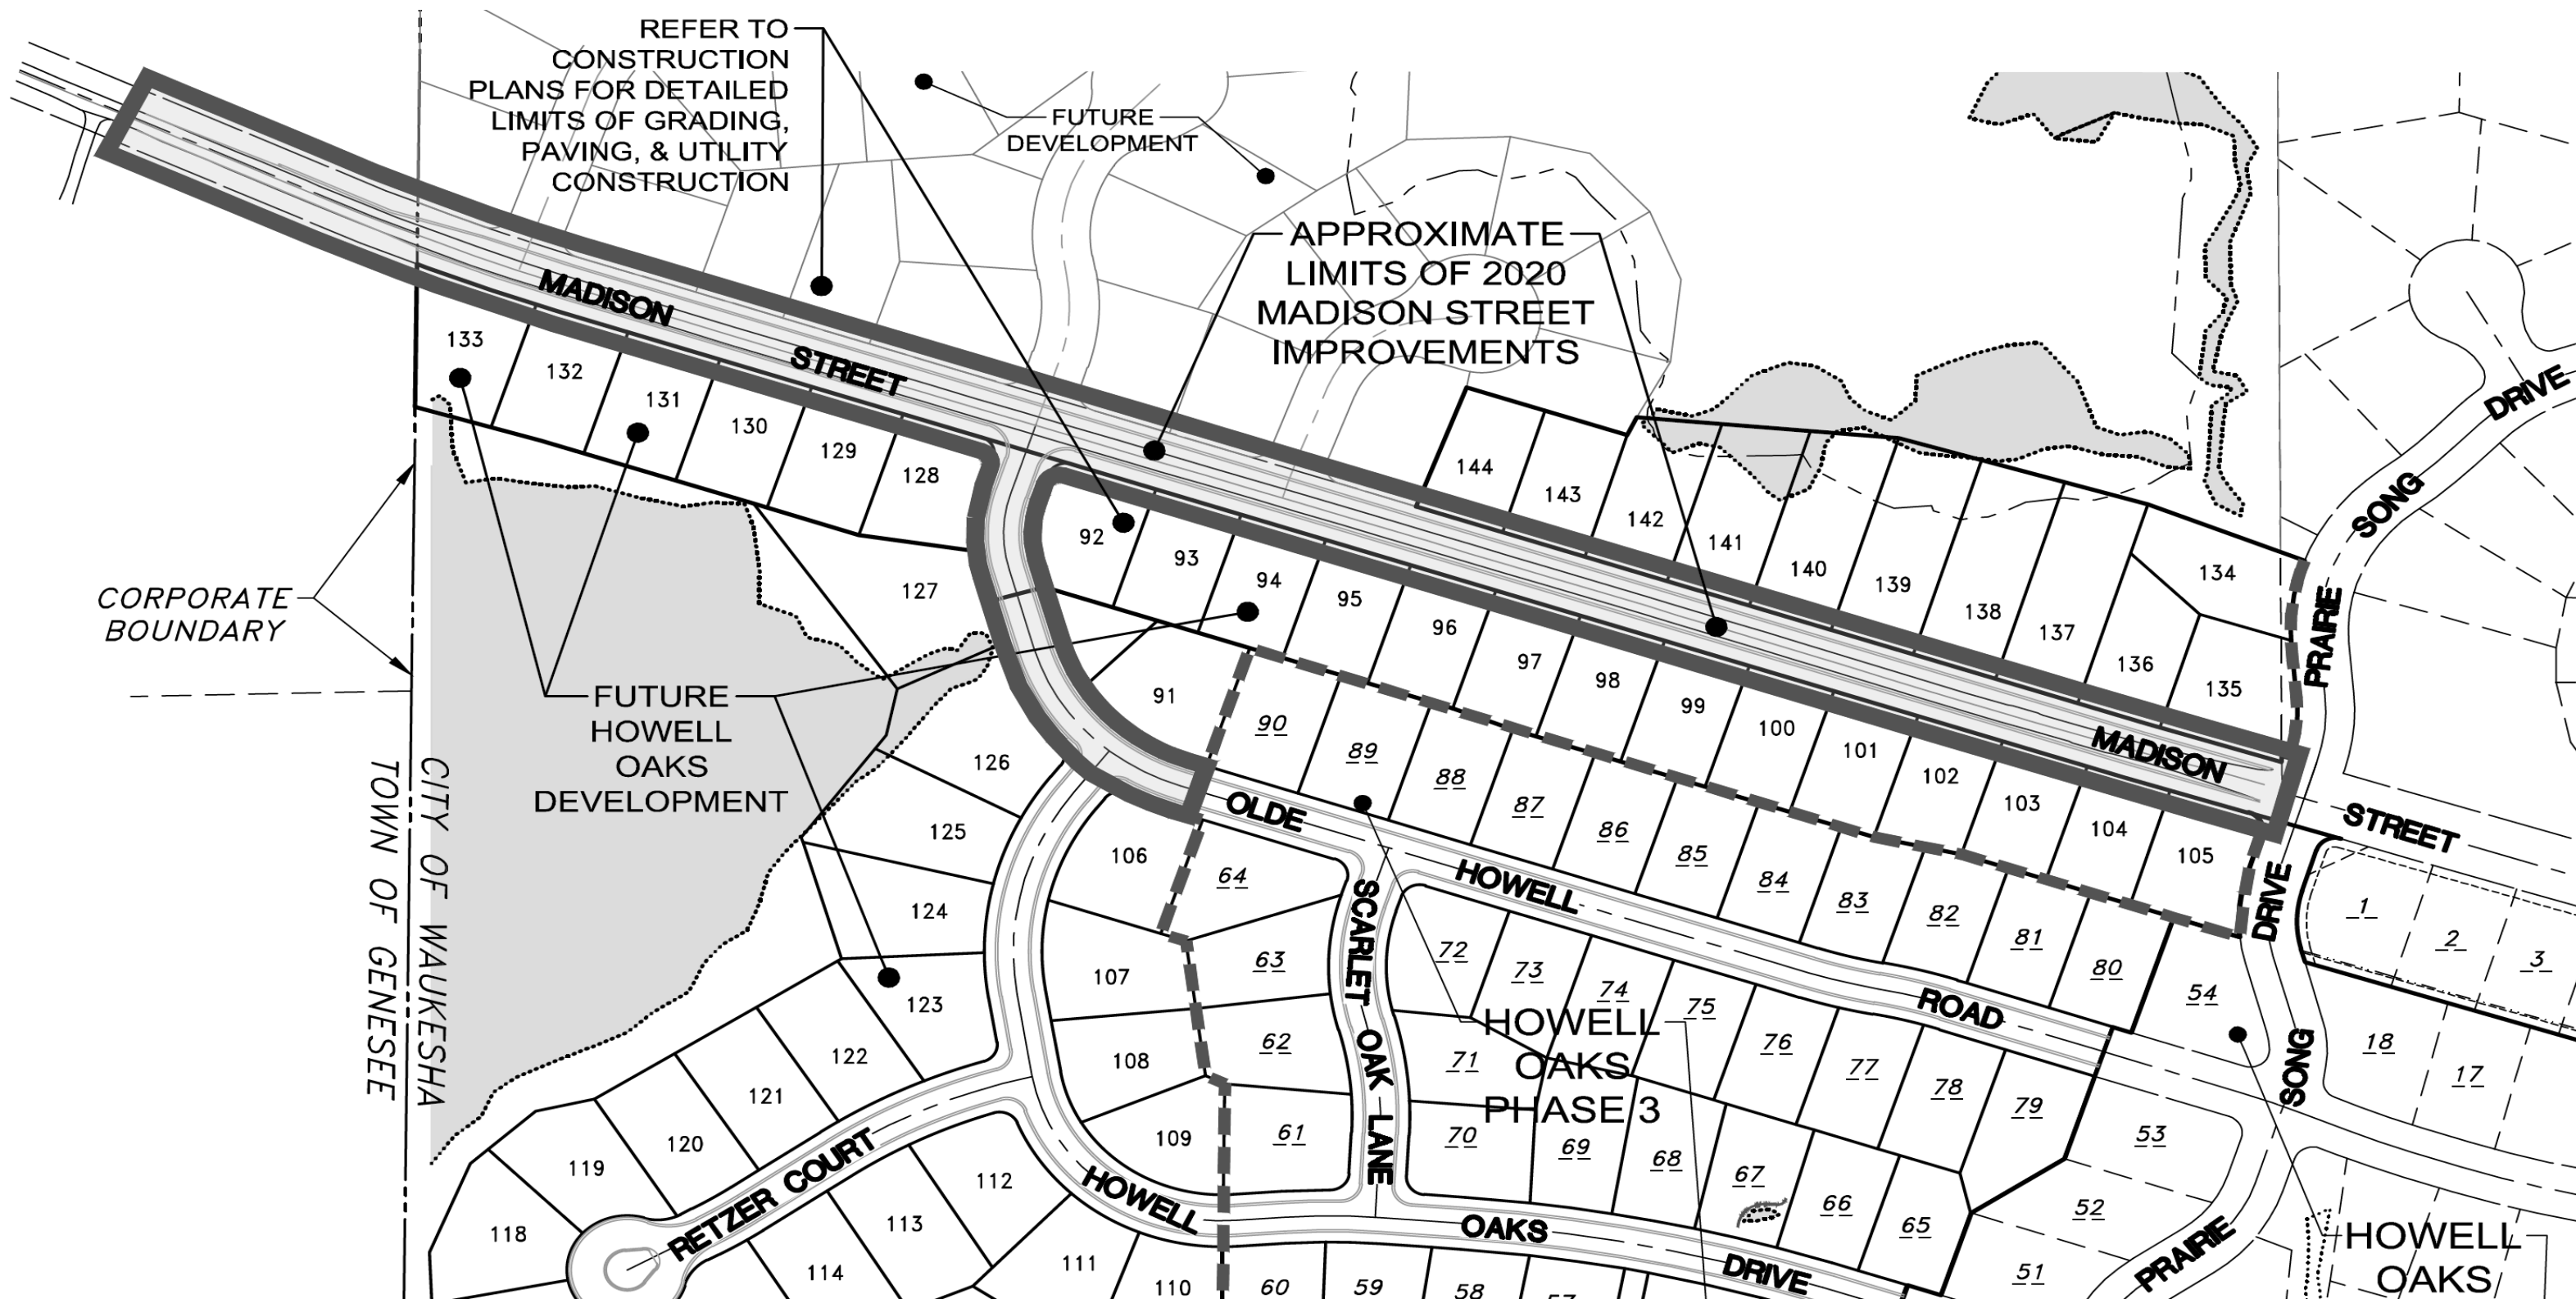 REFER TO
CONSTRUCTION
PLANS FOR DETAILED
LIMITS OF GRADING,
PAVING, & UTILITY
CONSTRUCTION
FUTURE
DEVELOPMENT
APPROXIMATE
LIMITS OF 2020
MADISON STREET
IMPROVEMENTS
MADISON
STREET
MADISON
STREET
PRAIRIE
SONG
DRIVE
133
132
131
130
129
128
127
144
143
142
141
140
139
138
137
136
134
135
92
93
94
95
96
97
98
99
100
101
102
103
104
105
CORPORATE
BOUNDARY
CITY OF WAUKESHA
TOWN OF GENESEE
FUTURE
HOWELL
OAKS
DEVELOPMENT
91
90
89
88
87
86
85
84
83
82
81
80
54
126
125
124
123
122
121
120
119
118
106
107
108
109
64
63
62
61
OLDE
HOWELL
ROAD
SCARLET OAK LANE
72
73
74
75
76
77
78
79
71
70
69
68
67
66
65
HOWELL
OAKS
PHASE 3
DRIVE
SONG
PRAIRIE
1
2
3
18
17
53
52
51
RETZER COURT
112
113
114
111
110
HOWELL
OAKS
DRIVE
60
59
58
57
HOWELL
OAKS